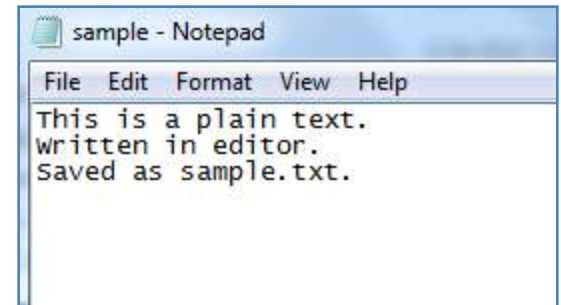 sample - Notepad
File Edit Format View Help
This is a plain text.
Written in editor.
Saved as sample.txt.